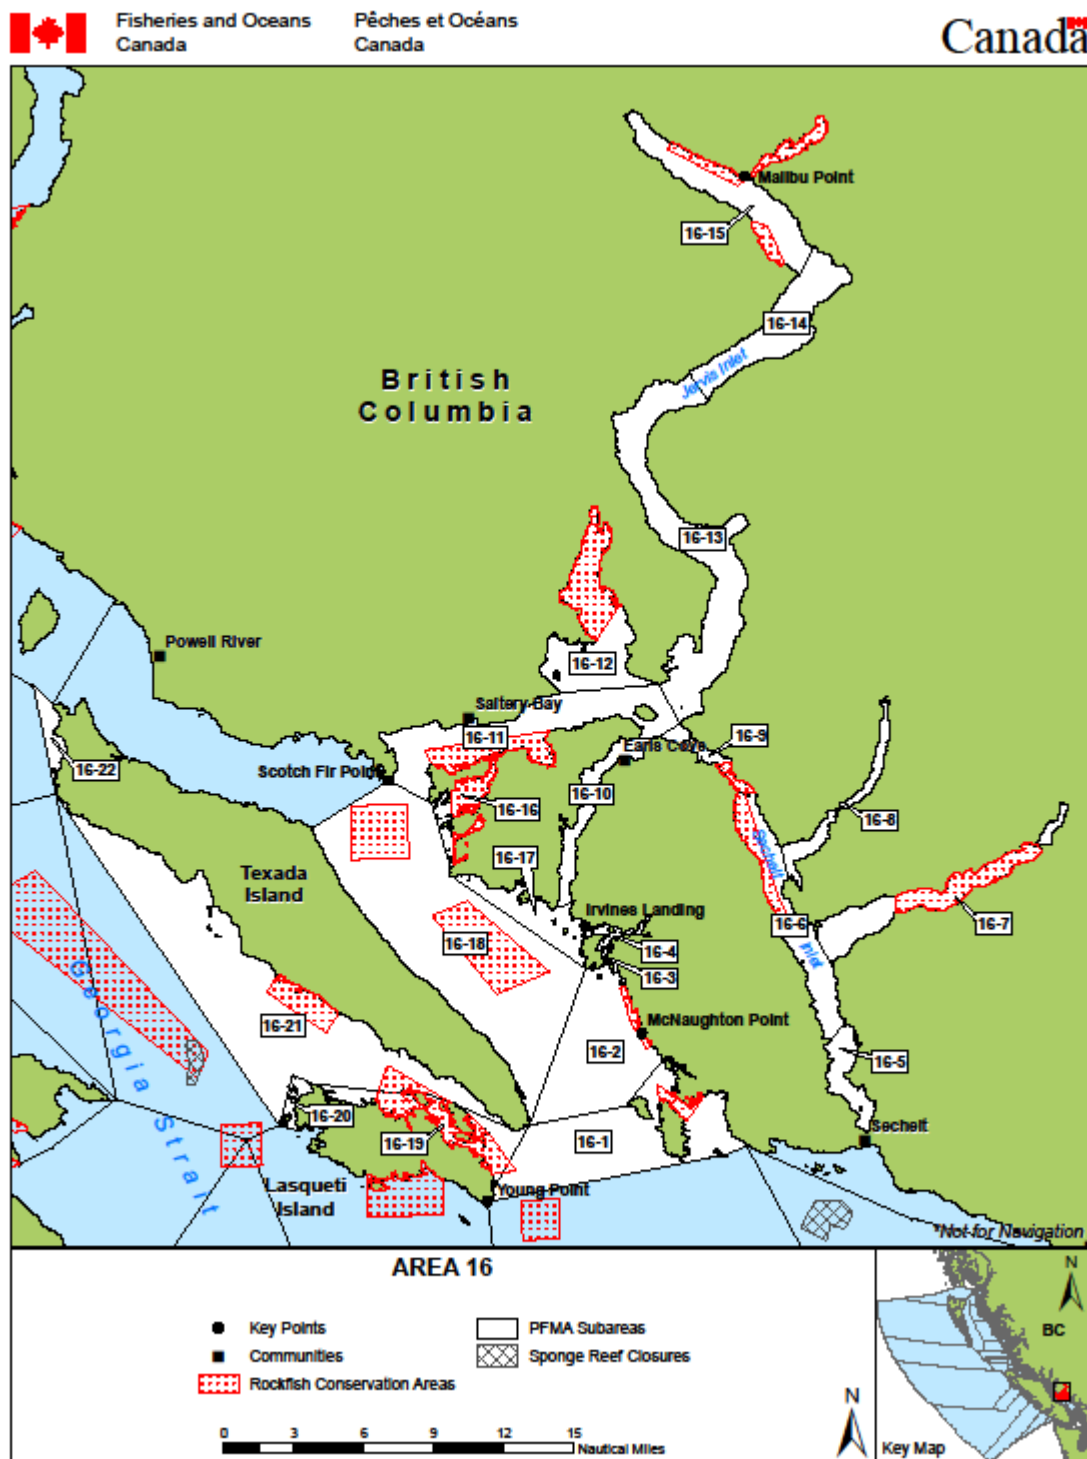 Fisheries and Oceans
Canada
Pêches et Océans
Canada
Canada
Malibu Point
16-15
16-14
Jervis Inlet
British
Columbia
16-13
Powell River
16-12
Saltery Bay
16-11
16-9
Earls Cove
16-22
Scotch Fir Point
16-10
16-16
16-8
Sechelt
16-17
Texada
Island
Irvines Landing
16-6
16-7
16-18
16-4
Inlet
16-3
Georgia
16-21
McNaughton Point
16-2
16-5
16-20
Strait
16-19
16-1
Sechelt
Lasqueti
Island
Young Point
*Not for Navigation
AREA 16
Key Points
PFMA Subareas
Communities
Sponge Reef Closures
Rockfish Conservation Areas
0 3 6 9 12 15
Nautical Miles
N
N
BC
Key Map